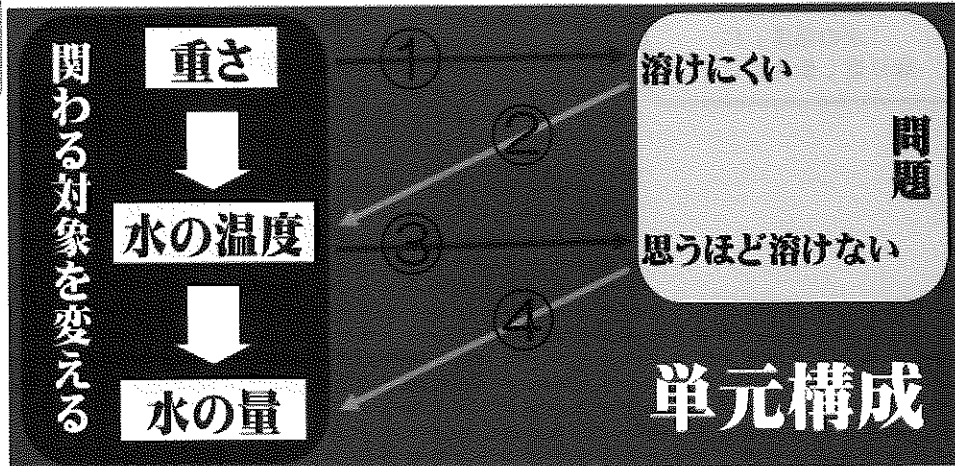 関わる対象を変える
重さ
①
溶けにくい
②
問題
水の温度
③
思うほど溶けない
④
水の量
単元構成